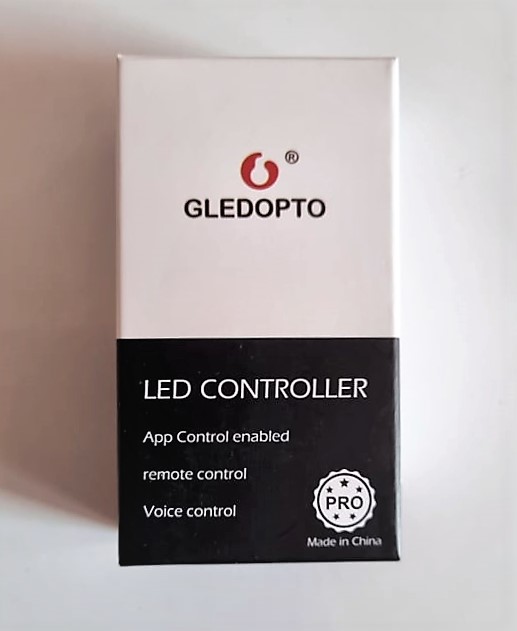 ®
GLEDOPTO
LED CONTROLLER
App Control enabled
remote control
Voice control
PRO
Made in China